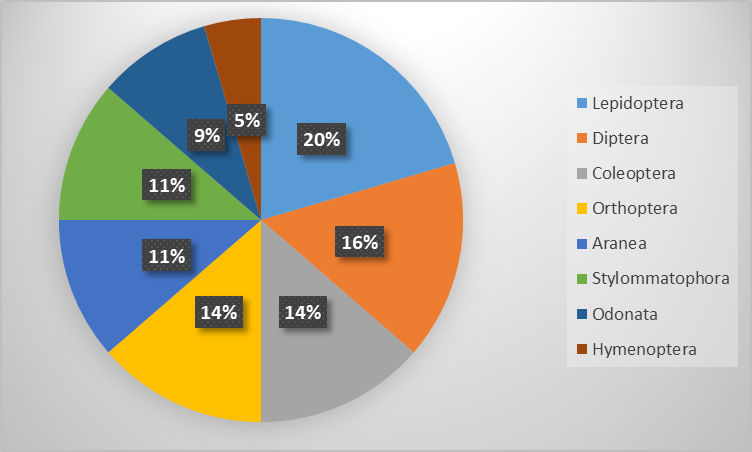 20%
16%
14%
14%
11%
11%
9%
5%
Lepidoptera
Diptera
Coleoptera
Orthoptera
Aranea
Stylommatophora
Odonata
Hymenoptera